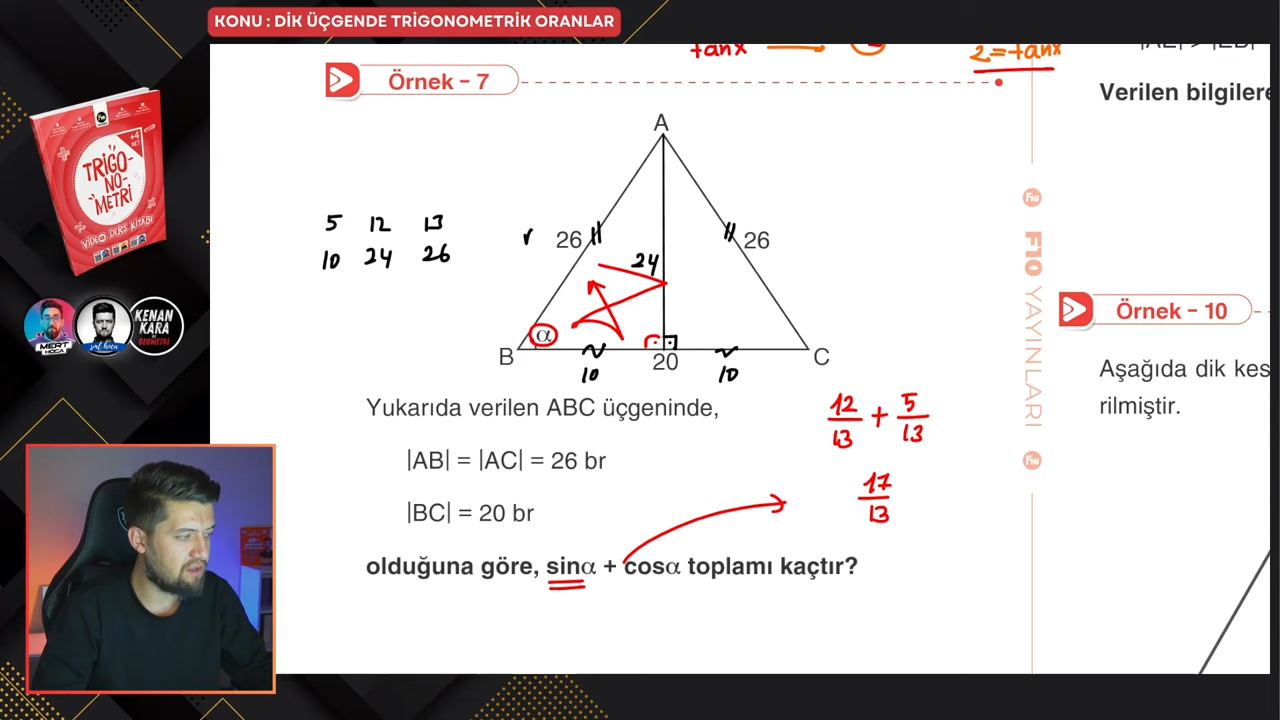 KONU : DİK ÜÇGENDE TRİGONOMETRİK ORANLAR
tanx
2=tanx
Örnek - 7
A
5 12 13
10 24 26
26
26
24
α
B
20
C
10
10
Yukarıda verilen ABC üçgeninde,
|AB| = |AC| = 26 br
|BC| = 20 br
olduğuna göre, sinα + cosα toplamı kaçtır?
12/13 + 5/13
17/13
F10 YAYINLARI
|AE| > |EB|
Verilen bilgilere
Örnek - 10
Aşağıda dik kes
rilmiştir.
+4 NET
TRİGO-
NO-
METRİ
VİDEO DERS KİTABI
MERT HOCA
KENAN
KARA
GEOMETRİ